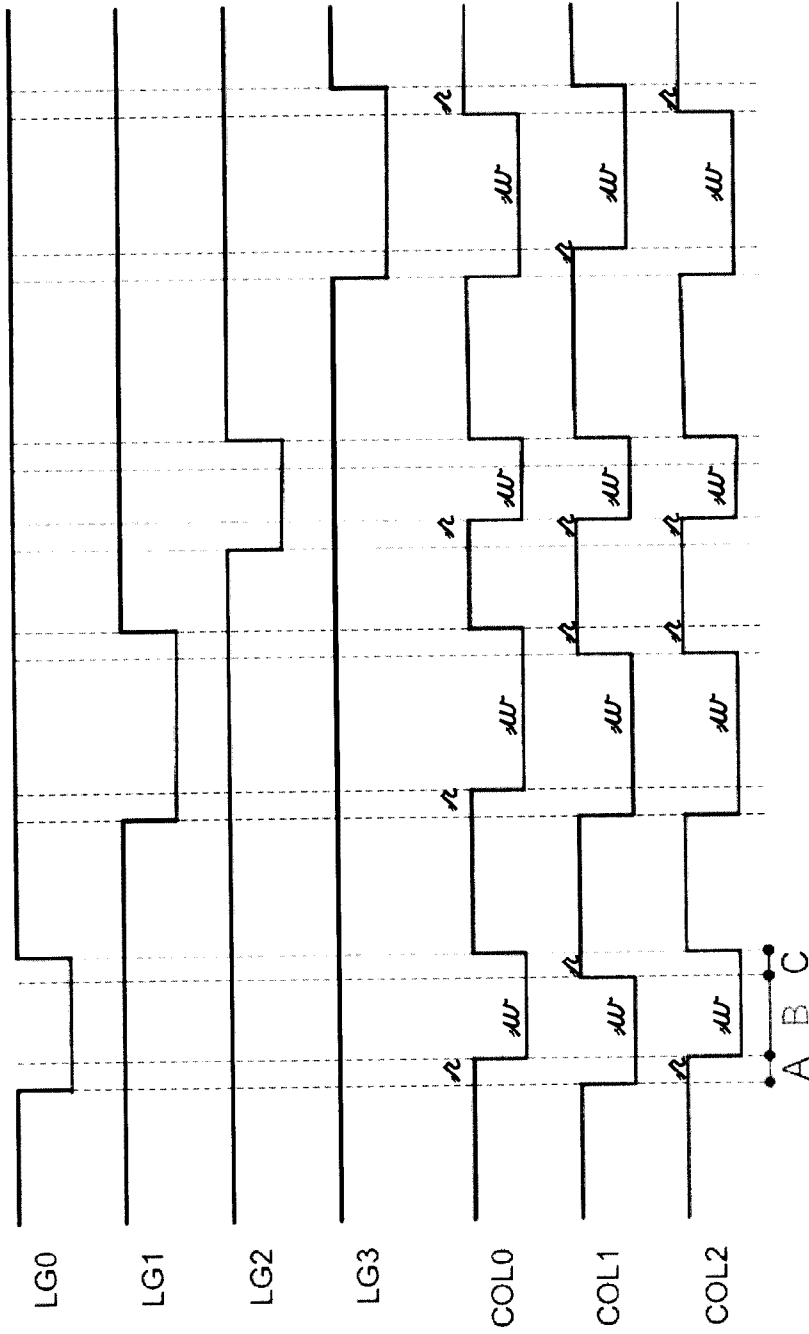 LG0
LG1
LG2
LG3
COL0 r w r w r w w r
COL1 w r w r r w r w
COL2 r w w r r w w r
A B C